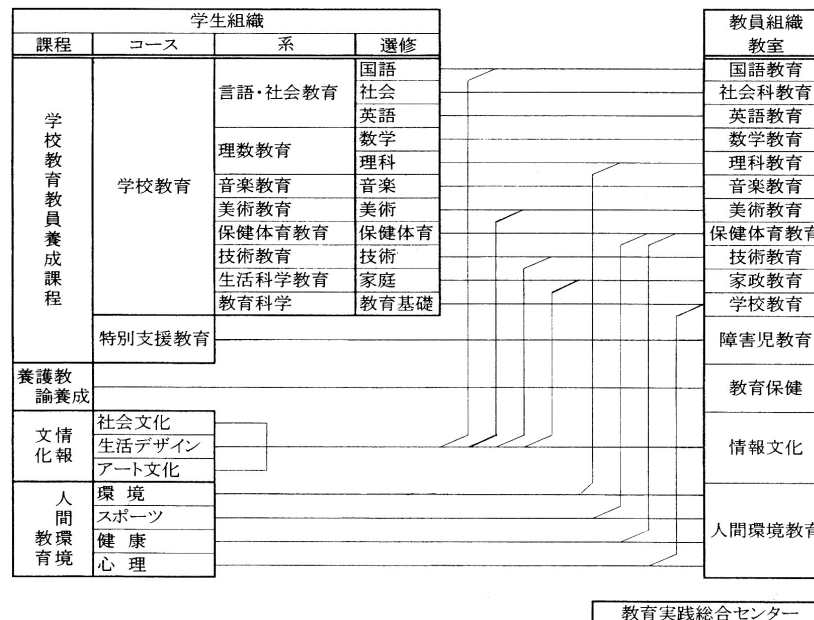 学生組織
課程 コース 系 選修
学校教育教員養成課程
学校教育
言語・社会教育
国語
社会
英語
理数教育
数学
理科
音楽教育 音楽
美術教育 美術
保健体育教育 保健体育
技術教育 技術
生活科学教育 家庭
教育科学 教育基礎
特別支援教育
養護教
諭養成
情報
文化
社会文化
生活デザイン
アート文化
人間環境
教育
環境
スポーツ
健康
心理
教員組織
教室
国語教育
社会科教育
英語教育
数学教育
理科教育
音楽教育
美術教育
保健体育教育
技術教育
家政教育
学校教育
障害児教育
教育保健
情報文化
人間環境教育
教育実践総合センター